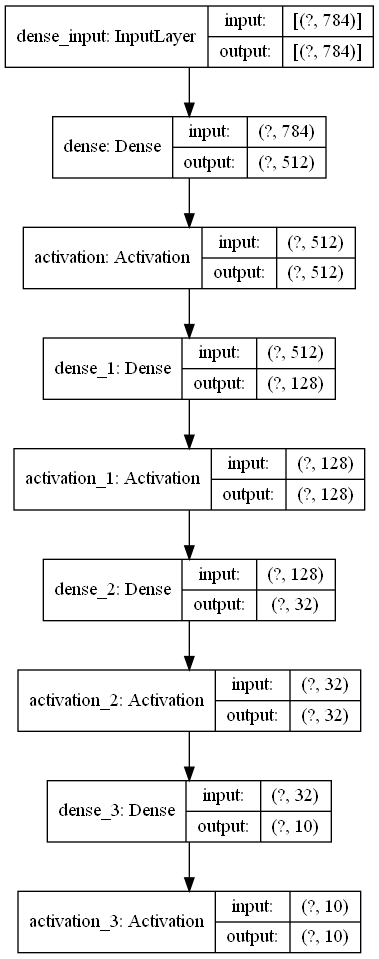 dense_input: InputLayer
input: [(?, 784)]
output: [(?, 784)]
dense: Dense
input: (?, 784)
output: (?, 512)
activation: Activation
input: (?, 512)
output: (?, 512)
dense_1: Dense
input: (?, 512)
output: (?, 128)
activation_1: Activation
input: (?, 128)
output: (?, 128)
dense_2: Dense
input: (?, 128)
output: (?, 32)
activation_2: Activation
input: (?, 32)
output: (?, 32)
dense_3: Dense
input: (?, 32)
output: (?, 10)
activation_3: Activation
input: (?, 10)
output: (?, 10)